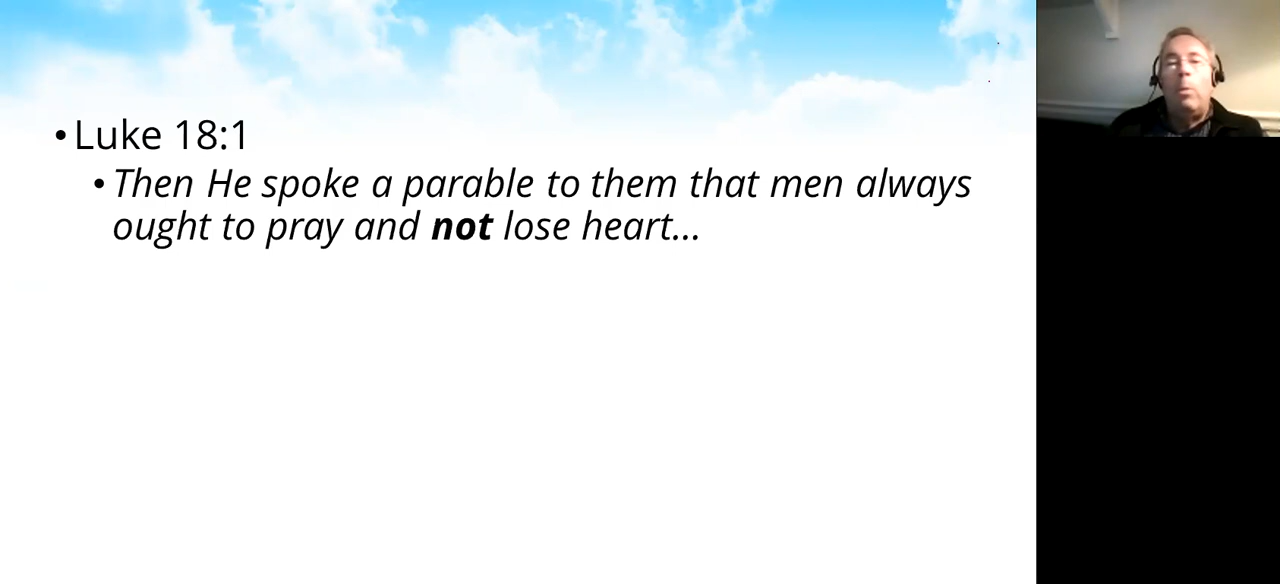 •Luke 18:1
•Then He spoke a parable to them that men always
ought to pray and not lose heart...